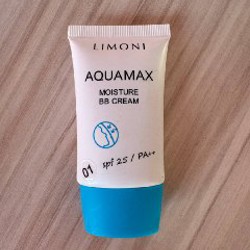 LIMONI
AQUAMAX
MOISTURE
BB CREAM
01
spf 25 / PA++